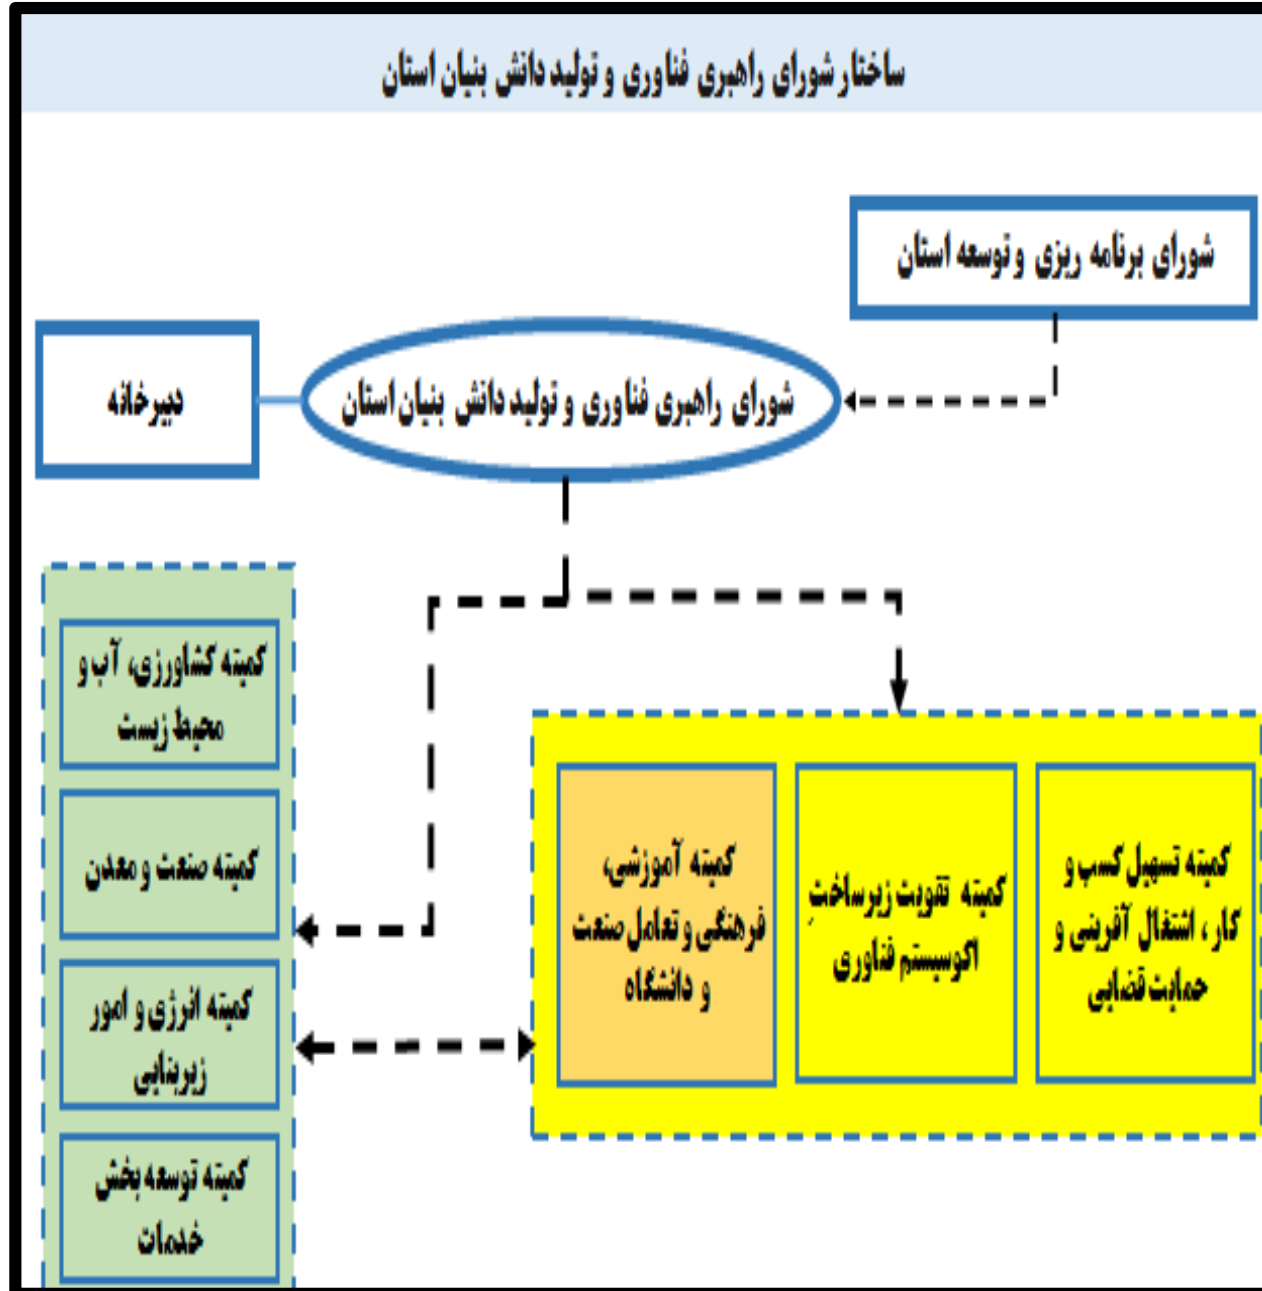 ساختار شورای راهبری فناوری و تولید دانش بنیان استان
شورای برنامه ریزی و توسعه استان
شورای راهبری فناوری و تولید دانش بنیان استان
دبیرخانه
کمیته کشاورزی، آب و
محیط زیست
کمیته صنعت و معدن
کمیته انرژی و امور
زیربنایی
کمیته توسعه بخش
خدمات
کمیته تسهیل کسب و
کار ، اشتغال آفرینی و
حمایت قضایی
کمیته تقویت زیرساختِ
اکوسیستم فناوری
کمیته آموزشی،
فرهنگی و تعامل صنعت
و دانشگاه